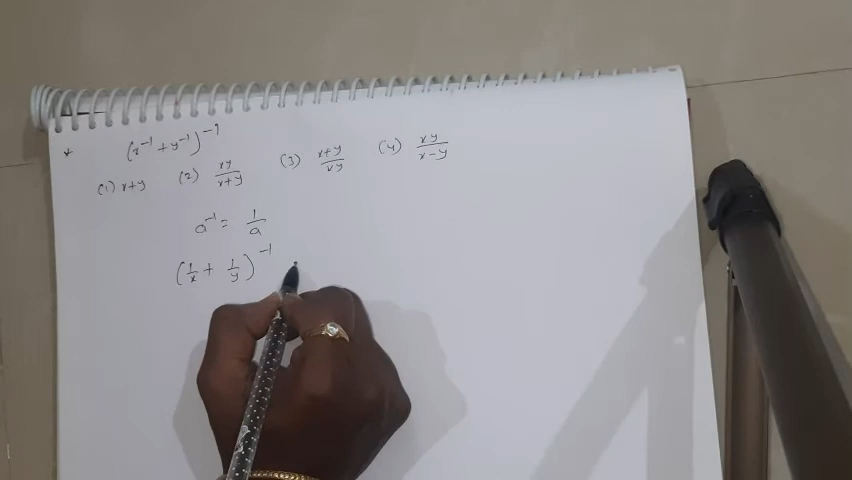 * (x⁻¹ + y⁻¹)⁻¹
(1) x+y (2) xy/x+y (3) x+y/xy (4) xy/x-y
a⁻¹ = 1/a
(1/x + 1/y)⁻¹